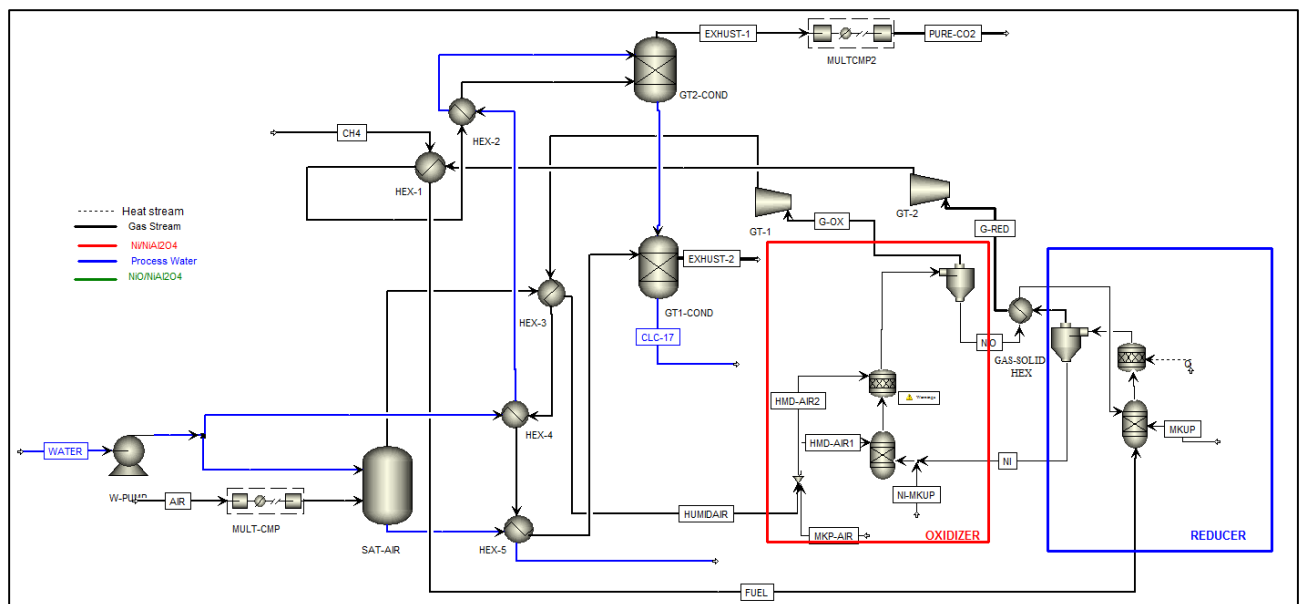 EXHUST-1
PURE-CO2
MULTCMP2
GT2-COND
CH4
HEX-2
HEX-1
GT-2
GT-1
G-OX
G-RED
Heat stream
Gas Stream
Ni/NiAl2O4
Process Water
NiO/NiAl2O4
EXHUST-2
GT1-COND
HEX-3
CLC-17
NIO
GAS-SOLID
HEX
Q
HMD-AIR2
Warnings
HMD-AIR1
MKUP
HEX-4
WATER
W-PUMP
NI
NI-MKUP
AIR
MULT-CMP
SAT-AIR
HEX-5
HUMIDAIR
MKP-AIR
OXIDIZER
REDUCER
FUEL